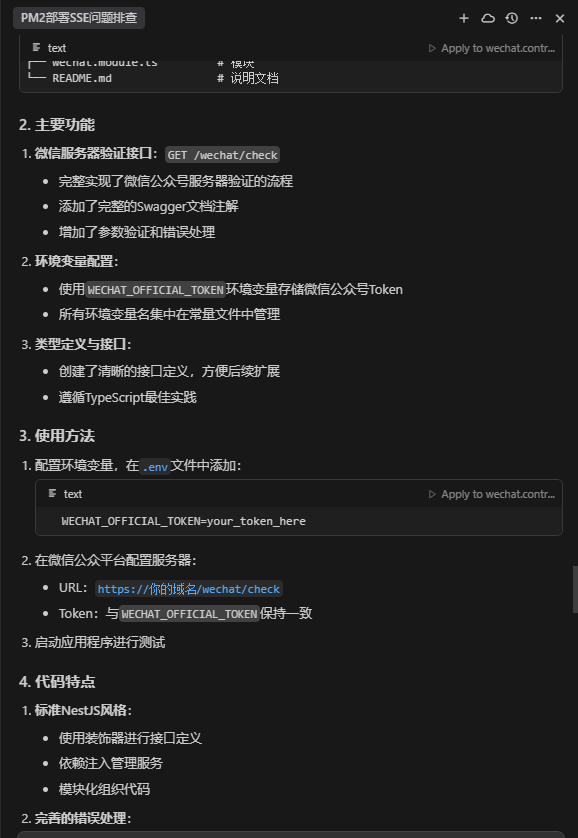 PM2部署SSE问题排查
text
Apply to wechat.contr...
├── wechat.module.ts # 模块
└── README.md # 说明文档
2. 主要功能
1. 微信服务器验证接口： GET /wechat/check
• 完整实现了微信公众号服务器验证的流程
• 添加了完整的Swagger文档注解
• 增加了参数验证和错误处理
2. 环境变量配置：
• 使用WECHAT_OFFICIAL_TOKEN环境变量存储微信公众号Token
• 所有环境变量名集中在常量文件中管理
3. 类型定义与接口：
• 创建了清晰的接口定义，方便后续扩展
• 遵循TypeScript最佳实践
3. 使用方法
1. 配置环境变量，在.env文件中添加：
text
Apply to wechat.contr...
WECHAT_OFFICIAL_TOKEN=your_token_here
2. 在微信公众平台配置服务器：
• URL： https://你的域名/wechat/check
• Token：与WECHAT_OFFICIAL_TOKEN保持一致
3. 启动应用程序进行测试
4. 代码特点
1. 标准NestJS风格：
• 使用装饰器进行接口定义
• 依赖注入管理服务
• 模块化组织代码
2. 完善的错误处理：